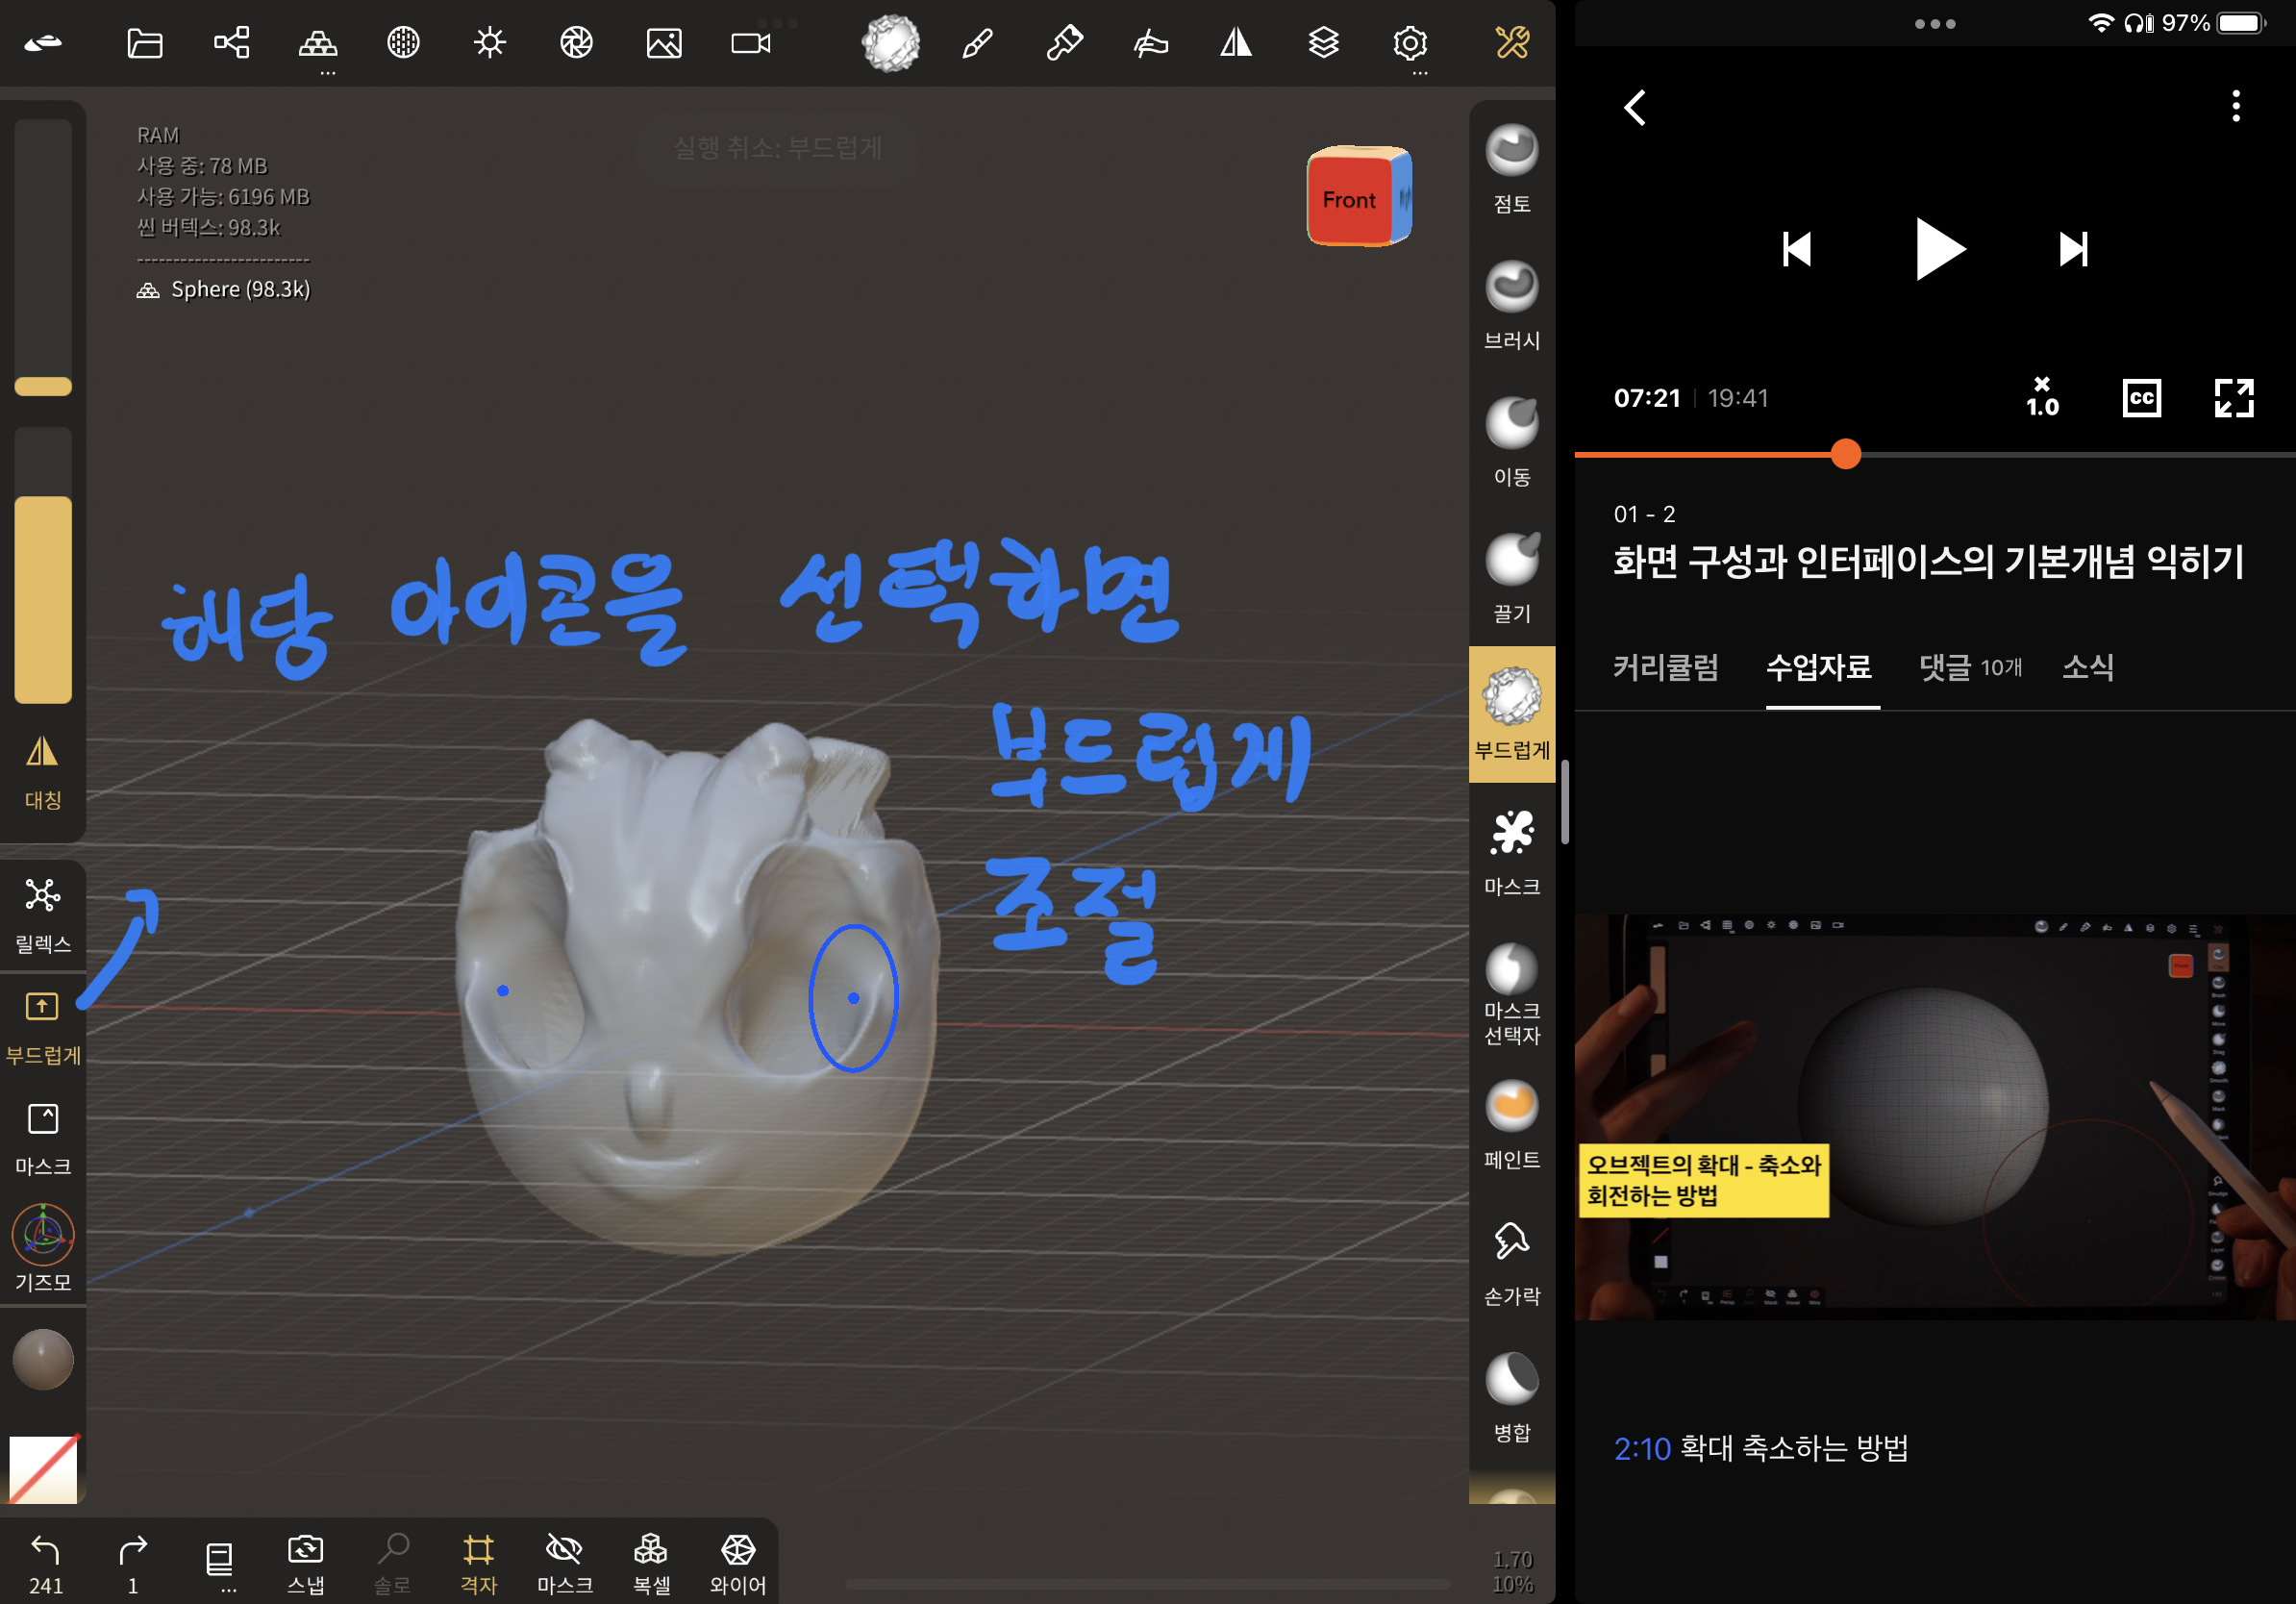 97%
실행 취소: 부드럽게
RAM
사용 중: 78 MB
사용 가능: 6196 MB
씬 버텍스: 98.3k
------------------------
Sphere (98.3k)
Front
해당 아이콘을 선택하면
부드럽게
조절
대칭
릴렉스
부드럽게
마스크
기즈모
점토
브러시
이동
끌기
부드럽게
마스크
마스크
선택자
페인트
손가락
병합
241
1
...
스냅
솔로
격자
마스크
복셀
와이어
1.70
10%
07:21 | 19:41
×
1.0
CC
01 - 2
화면 구성과 인터페이스의 기본개념 익히기
커리큘럼 수업자료 댓글 10개 소식
오브젝트의 확대 - 축소와
회전하는 방법
2:10 확대 축소하는 방법